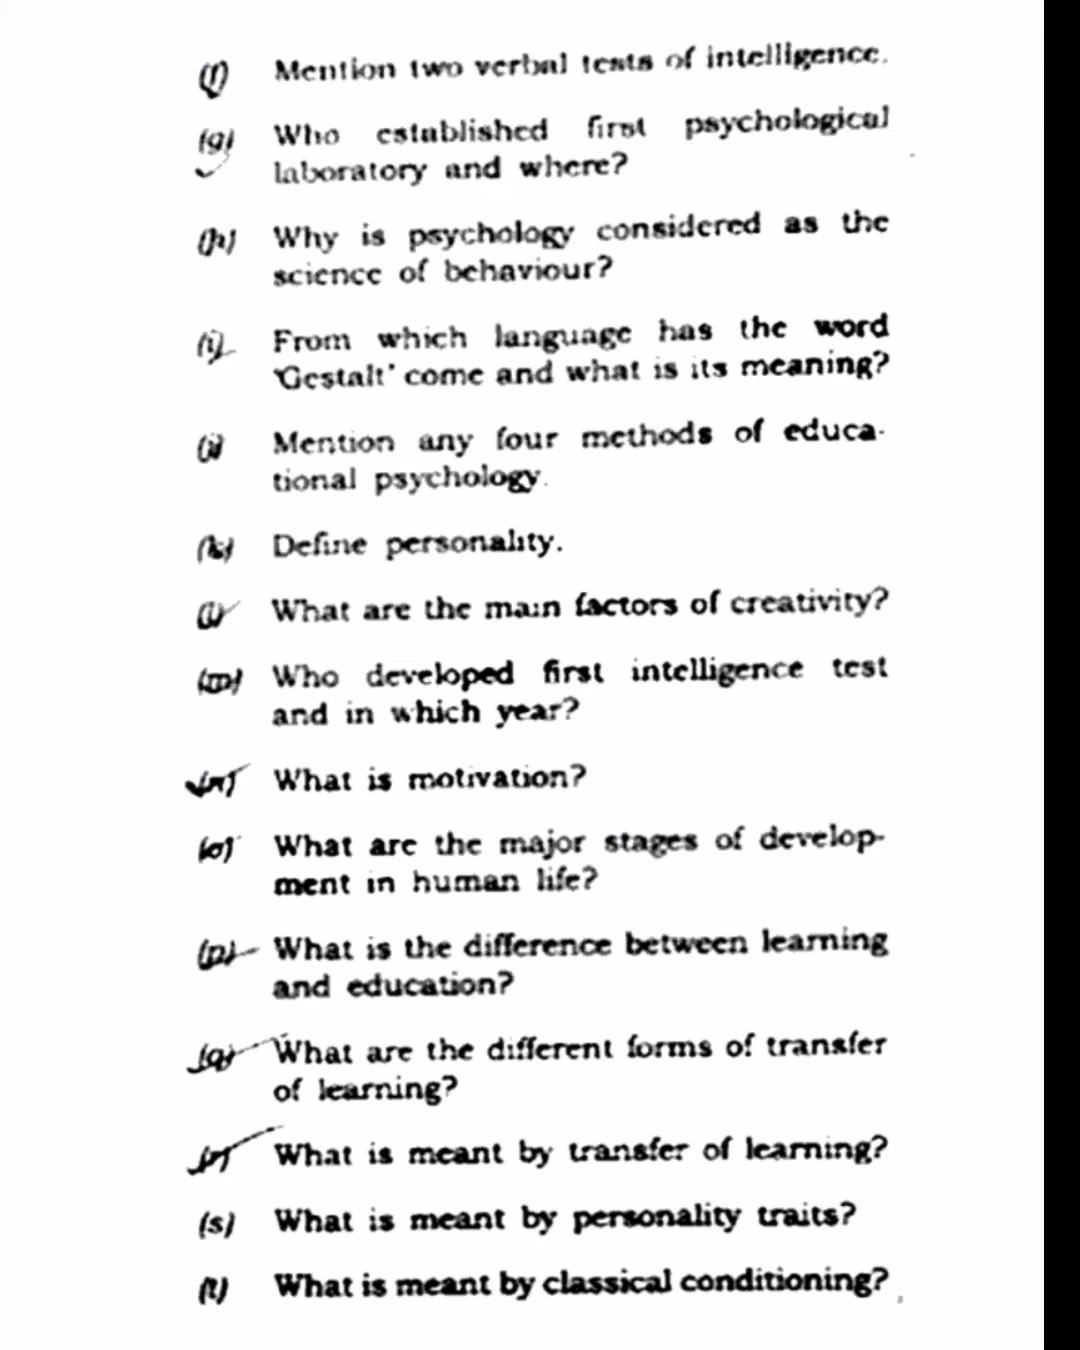 (f) Mention two verbal tests of intelligence.
(g) Who established first psychological
laboratory and where?
(h) Why is psychology considered as the
science of behaviour?
(i) From which language has the word
'Gestalt' come and what is its meaning?
(j) Mention any four methods of educa-
tional psychology.
(k) Define personality.
(l) What are the main factors of creativity?
(m) Who developed first intelligence test
and in which year?
(n) What is motivation?
(o) What are the major stages of develop-
ment in human life?
(p) What is the difference between learning
and education?
(q) What are the different forms of transfer
of learning?
(r) What is meant by transfer of learning?
(s) What is meant by personality traits?
(t) What is meant by classical conditioning?